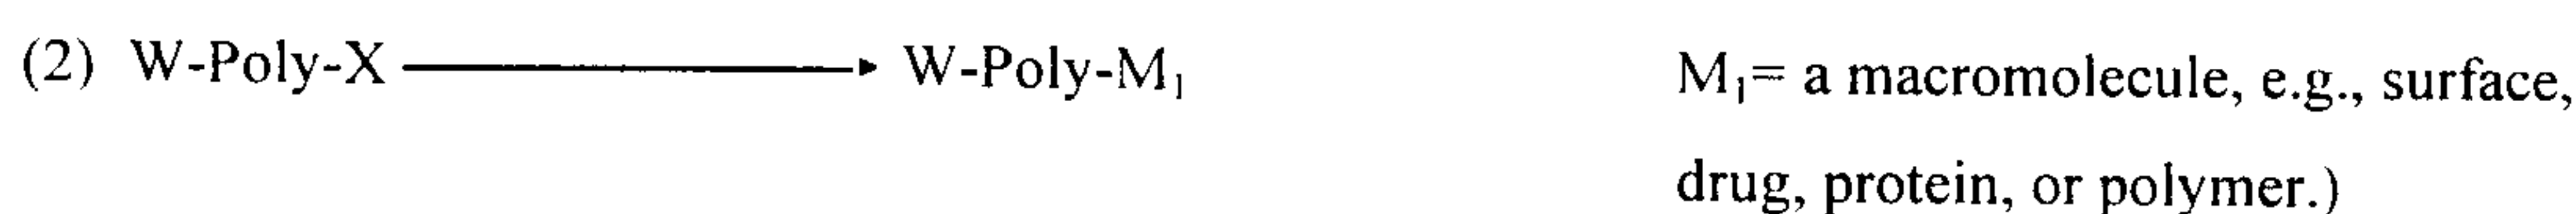 (2) W-Poly-X ⟶ W-Poly-M₁ M₁= a macromolecule, e.g., surface,
drug, protein, or polymer.)